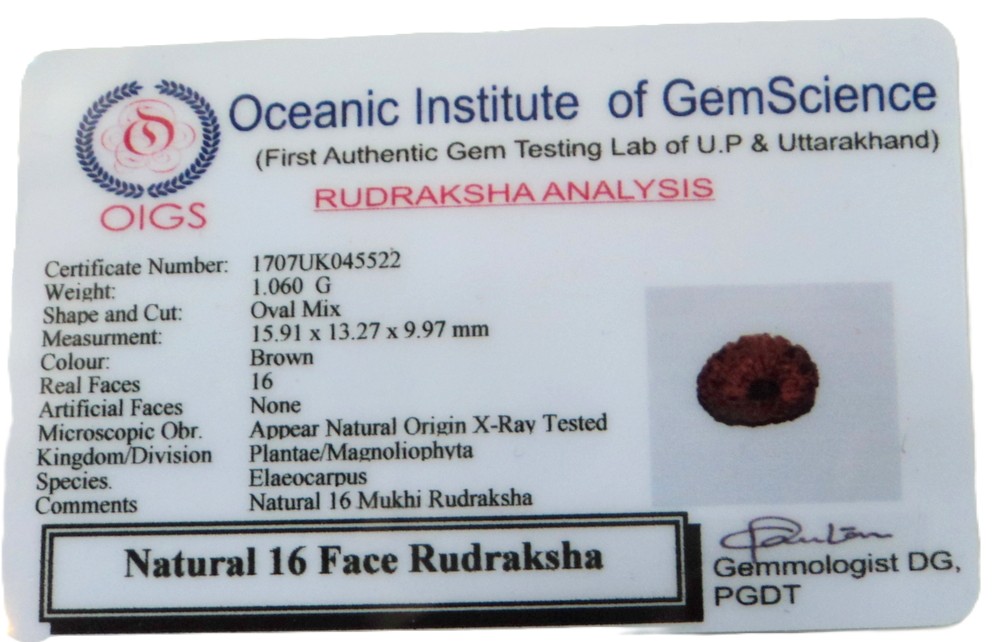 Oceanic Institute of GemScience
(First Authentic Gem Testing Lab of U.P & Uttarakhand)
RUDRAKSHA ANALYSIS
OIGS
Certificate Number: 1707UK045522
Weight: 1.060 G
Shape and Cut: Oval Mix
Measurment: 15.91 x 13.27 x 9.97 mm
Colour: Brown
Real Faces 16
Artificial Faces None
Microscopic Obr. Appear Natural Origin X-Ray Tested
Kingdom/Division Plantae/Magnoliophyta
Species. Elaeocarpus
Comments Natural 16 Mukhi Rudraksha
Natural 16 Face Rudraksha
Gemmologist DG,
PGDT